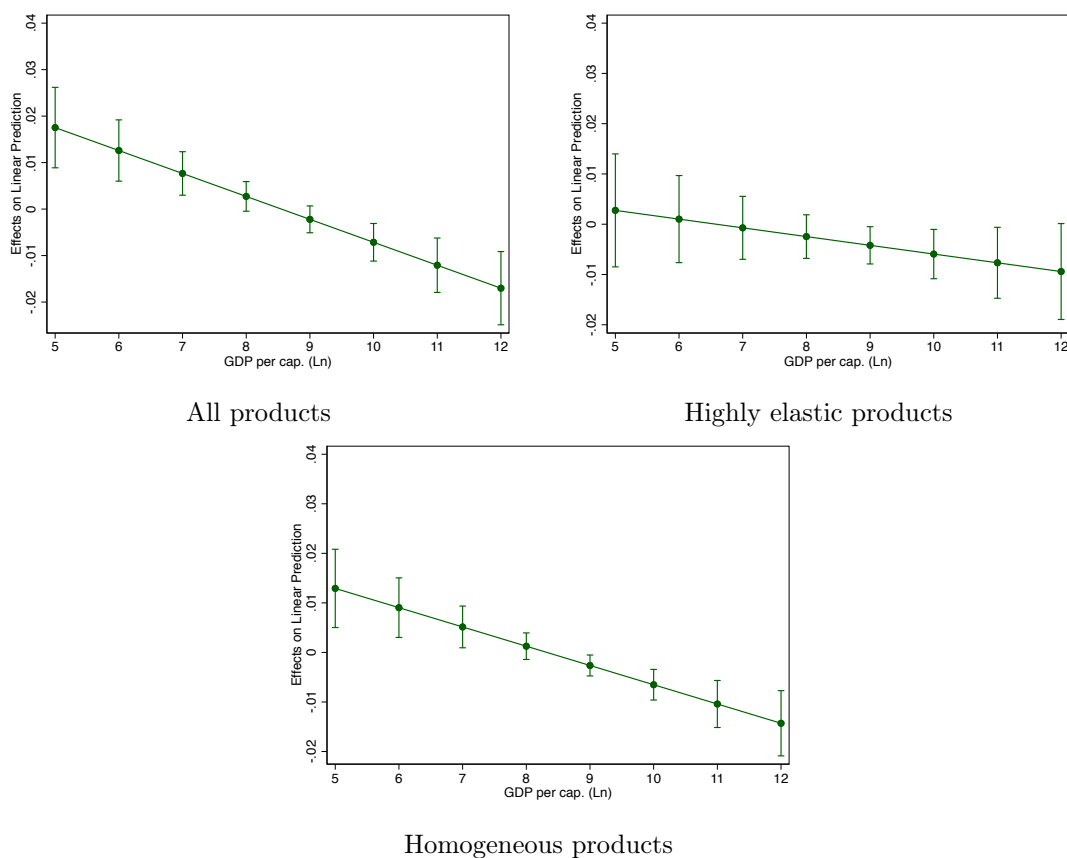 Effects on Linear Prediction
.04
.03
.02
.01
0
-.01
-.02
5 6 7 8 9 10 11 12
GDP per cap. (Ln)
All products
Effects on Linear Prediction
.04
.03
.02
.01
0
-.01
-.02
5 6 7 8 9 10 11 12
GDP per cap. (Ln)
Highly elastic products
Effects on Linear Prediction
.04
.03
.02
.01
0
-.01
-.02
5 6 7 8 9 10 11 12
GDP per cap. (Ln)
Homogeneous products